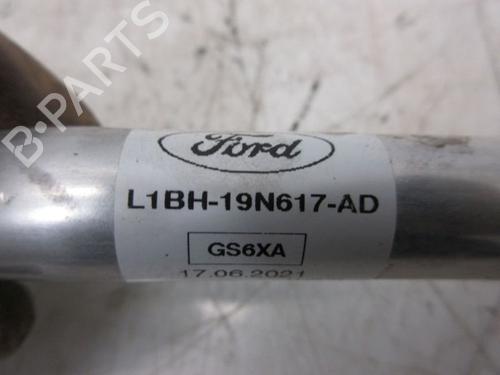 B-PARTS
Ford
L1BH-19N617-AD
GS6XA
17.06.2021